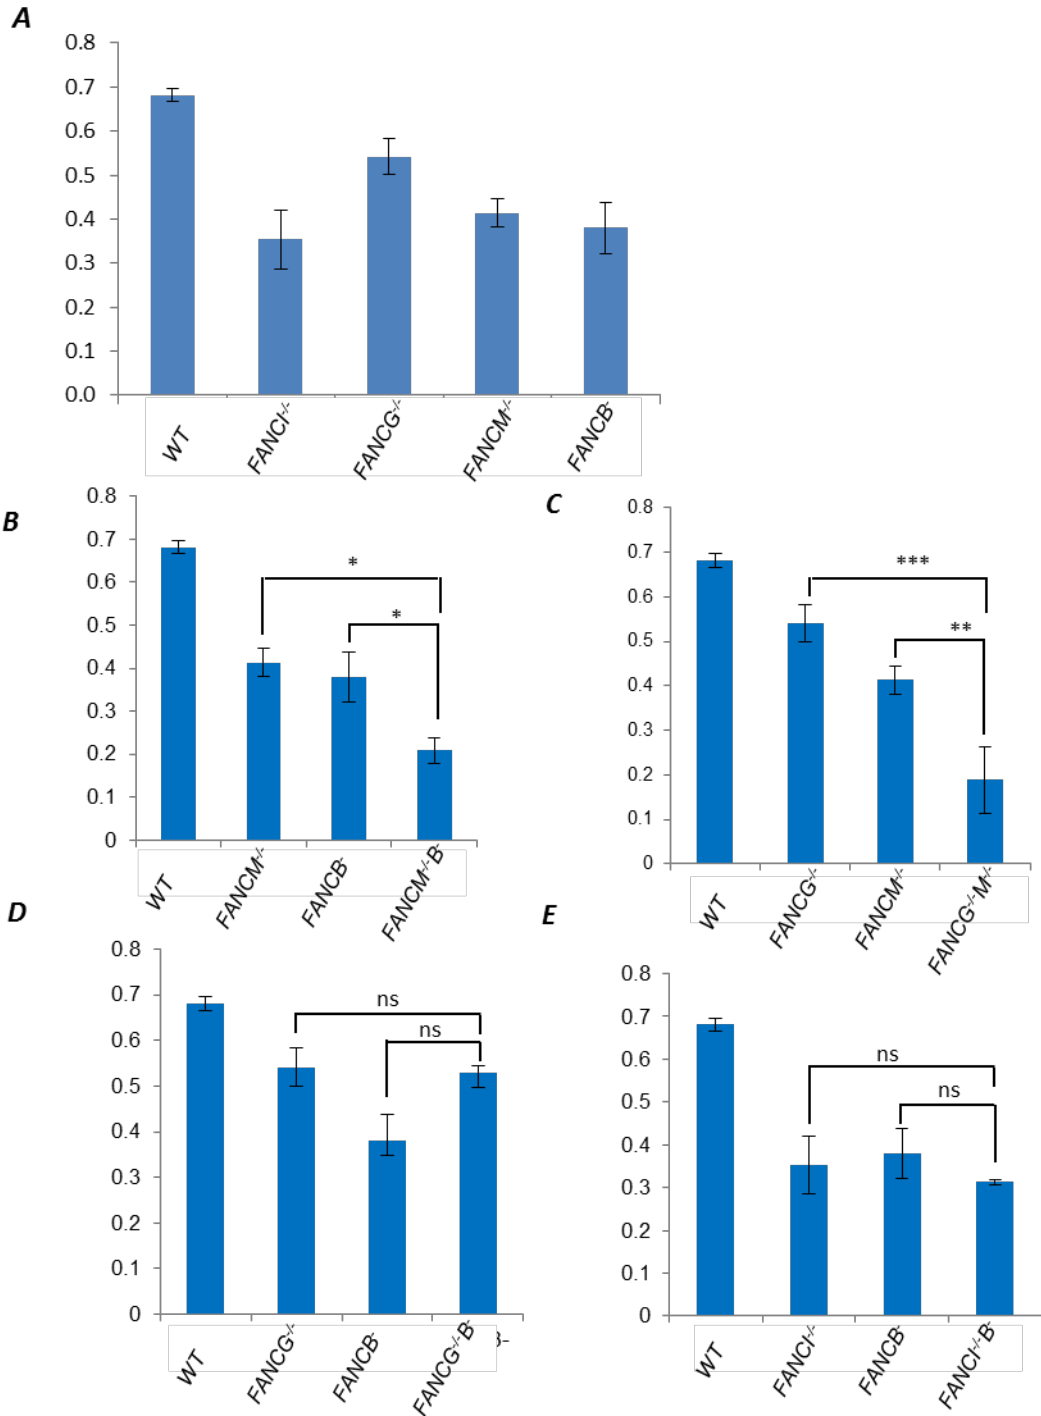 A
0.8
0.7
0.6
0.5
0.4
0.3
0.2
0.1
0.0
WT
FANCI-/-
FANCG-/-
FANCM-/-
FANCB-
B
0.8
0.7
0.6
0.5
0.4
0.3
0.2
0.1
0
*
*
WT
FANCM-/-
FANCB-
FANCM-/-B-
C
0.8
0.7
0.6
0.5
0.4
0.3
0.2
0.1
0
***
**
WT
FANCG-/-
FANCM-/-
FANCG-/-M-/-
D
0.8
0.7
0.6
0.5
0.4
0.3
0.2
0.1
0
ns
ns
WT
FANCG-/-
FANCB-
FANCG-/-B-
E
0.8
0.7
0.6
0.5
0.4
0.3
0.2
0.1
0
ns
ns
WT
FANCI-/-
FANCB-
FANCI-/-B-